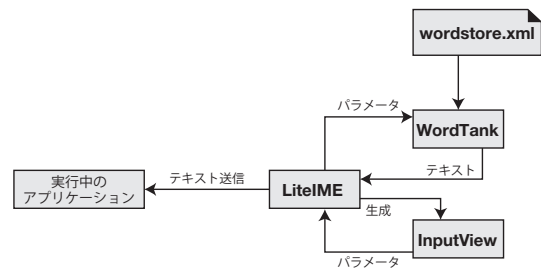 wordstore.xml
パラメータ
WordTank
テキスト
実行中の
アプリケーション
テキスト送信
LiteIME
生成
InputView
パラメータ